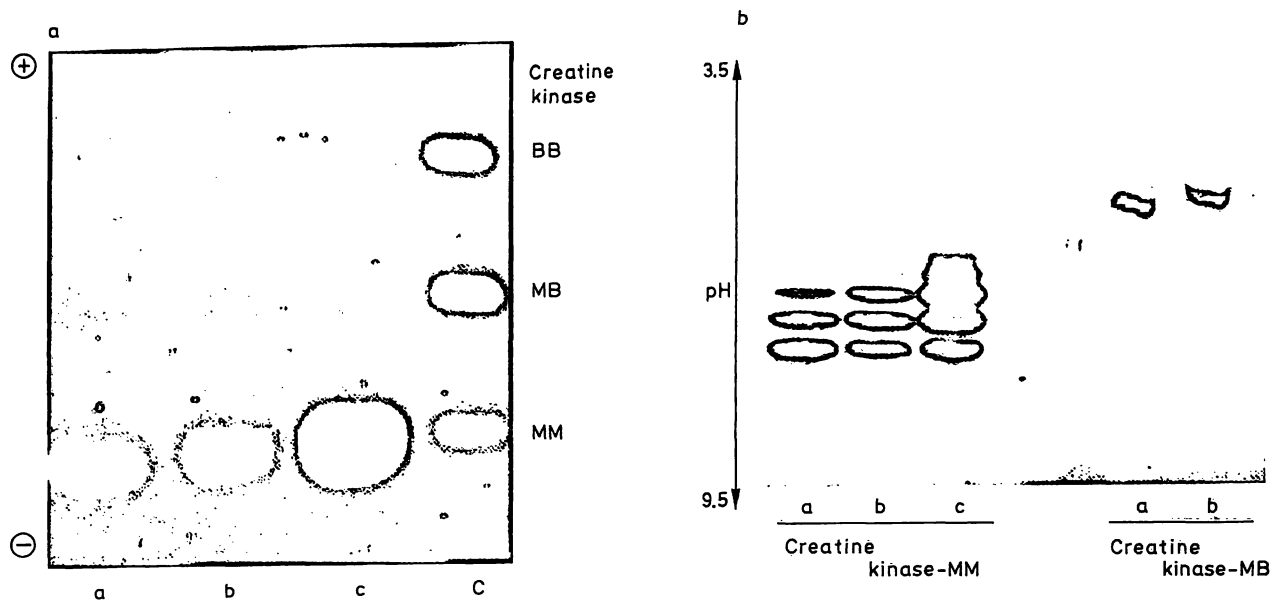 a
⊕
Creatine
kinase
BB
MB
MM
⊖
a b c C
b
3.5
pH
9.5
a b c
Creatine
kinase-MM
a b
Creatine
kinase-MB